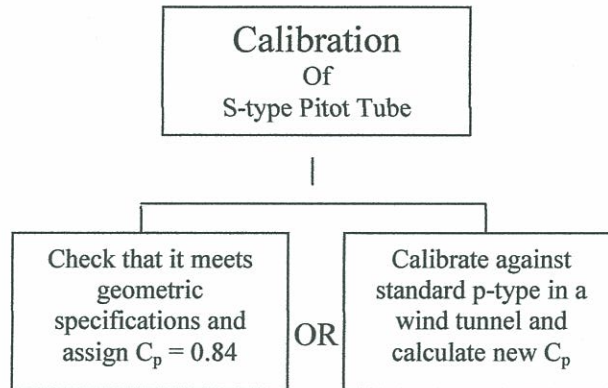 Calibration
Of
S-type Pitot Tube
Check that it meets
geometric
specifications and
assign Cp = 0.84
OR
Calibrate against
standard p-type in a
wind tunnel and
calculate new Cp